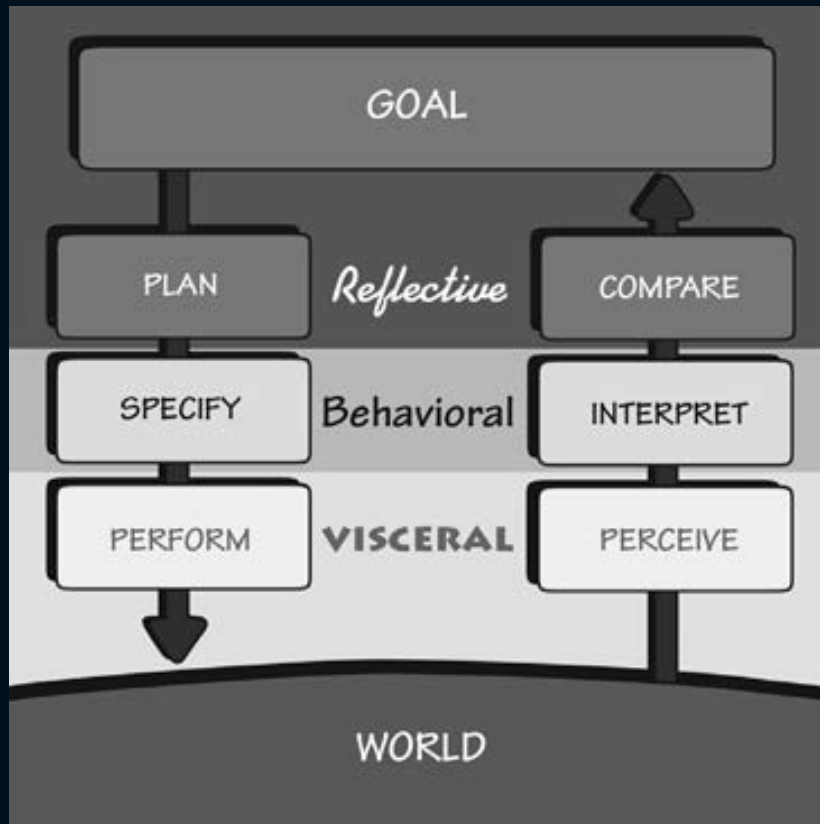 GOAL
PLAN
Reflective
COMPARE
SPECIFY
Behavioral
INTERPRET
PERFORM
VISCERAL
PERCEIVE
WORLD